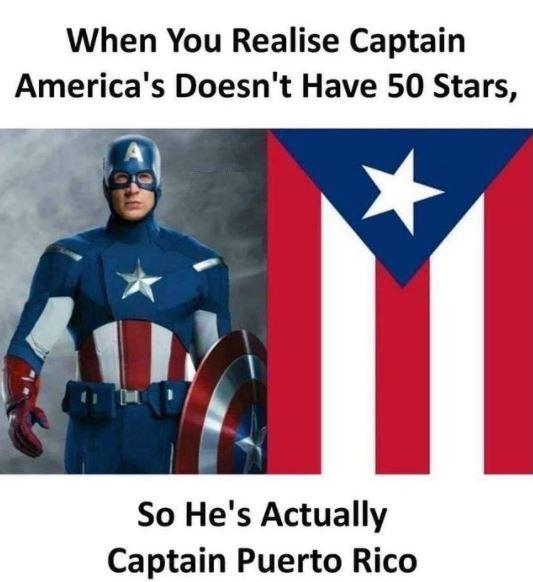 When You Realise Captain
America's Doesn't Have 50 Stars,
A
So He's Actually
Captain Puerto Rico